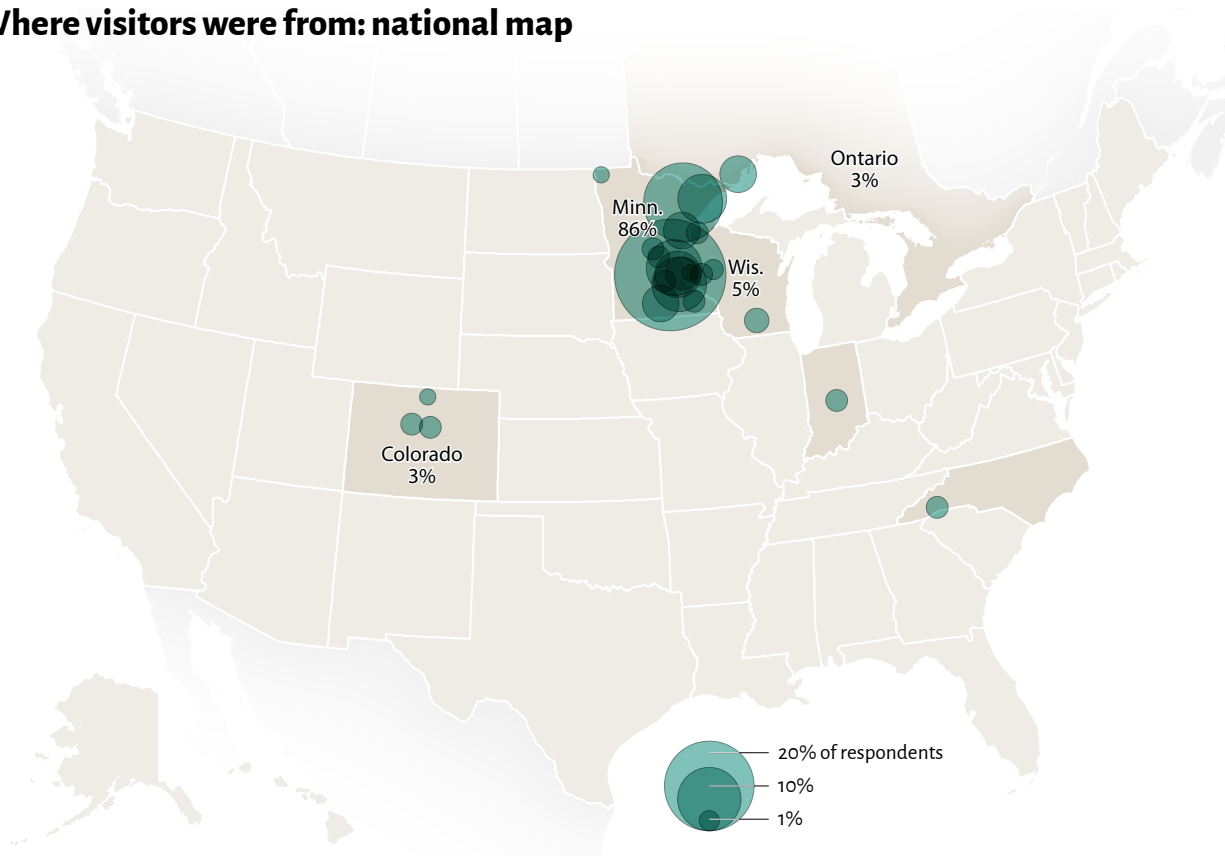 Where visitors were from: national map
Ontario
3%
Minn.
86%
Wis.
5%
Colorado
3%
20% of respondents
10%
1%